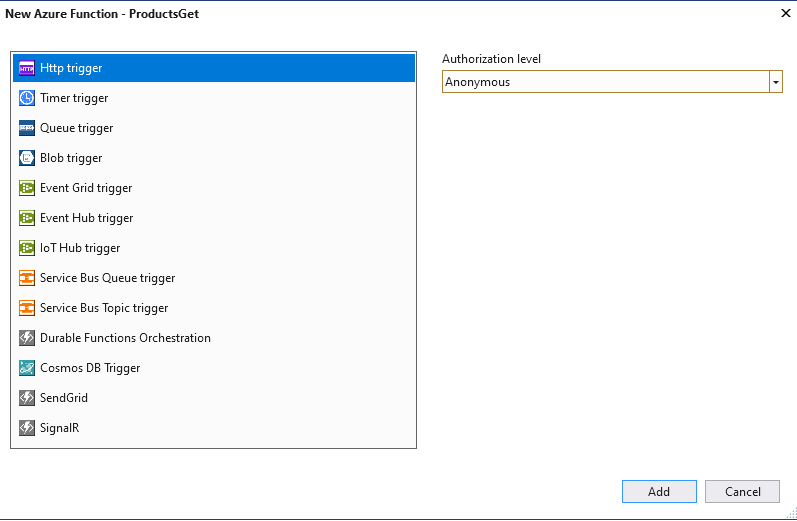 New Azure Function - ProductsGet
Http trigger
Timer trigger
Queue trigger
Blob trigger
Event Grid trigger
Event Hub trigger
IoT Hub trigger
Service Bus Queue trigger
Service Bus Topic trigger
Durable Functions Orchestration
Cosmos DB Trigger
SendGrid
SignalR
Authorization level
Anonymous
Add
Cancel